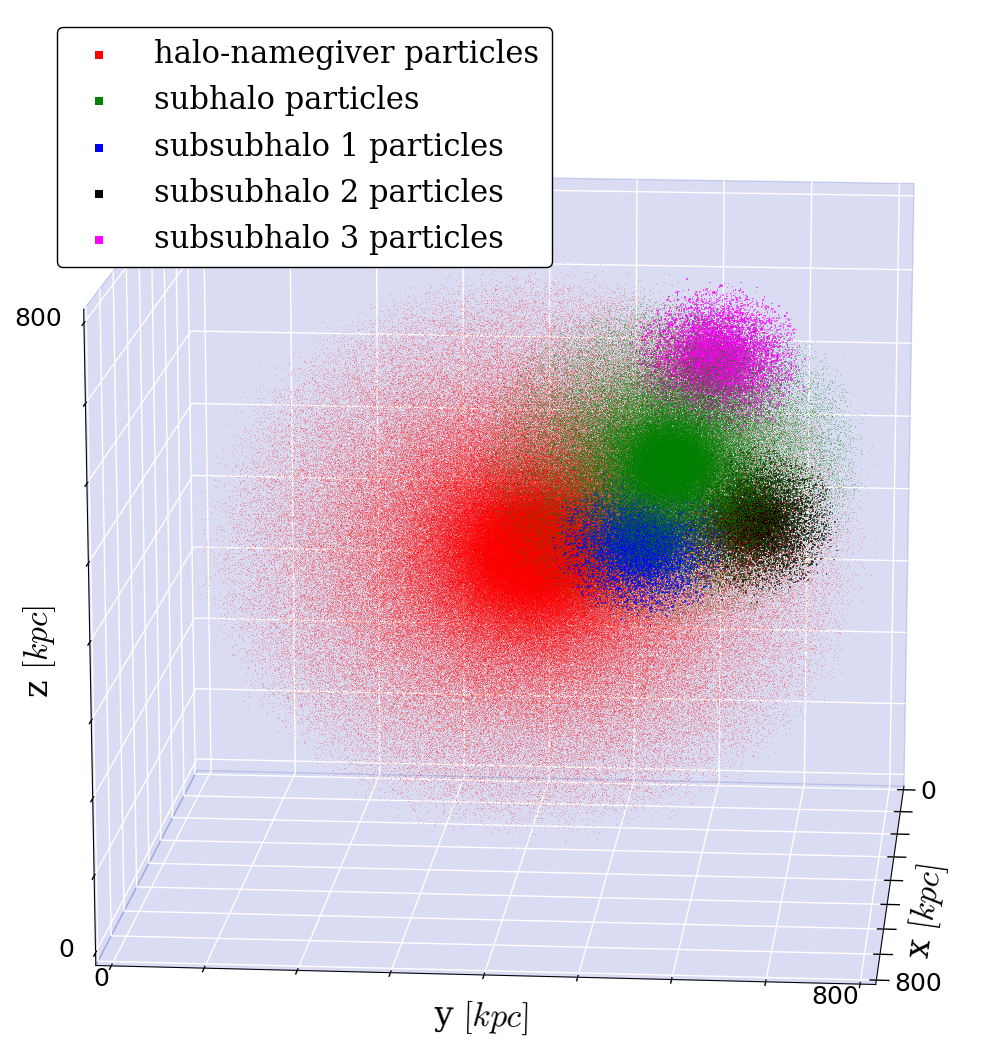 halo-namegiver particles
subhalo particles
subsubhalo 1 particles
subsubhalo 2 particles
subsubhalo 3 particles
800
z [kpc]
0
0
y [kpc]
800
0
x [kpc]
800